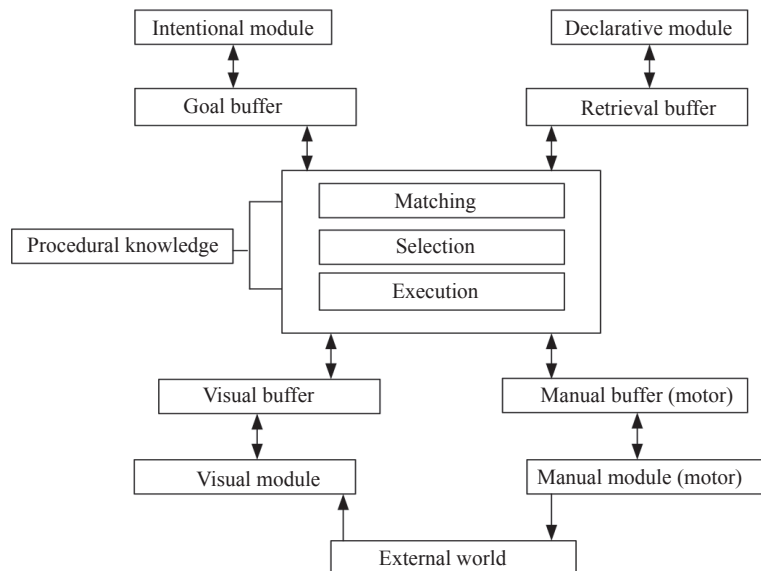 Intentional module
Declarative module
Goal buffer
Retrieval buffer
Matching
Procedural knowledge
Selection
Execution
Visual buffer
Manual buffer (motor)
Visual module
Manual module (motor)
External world